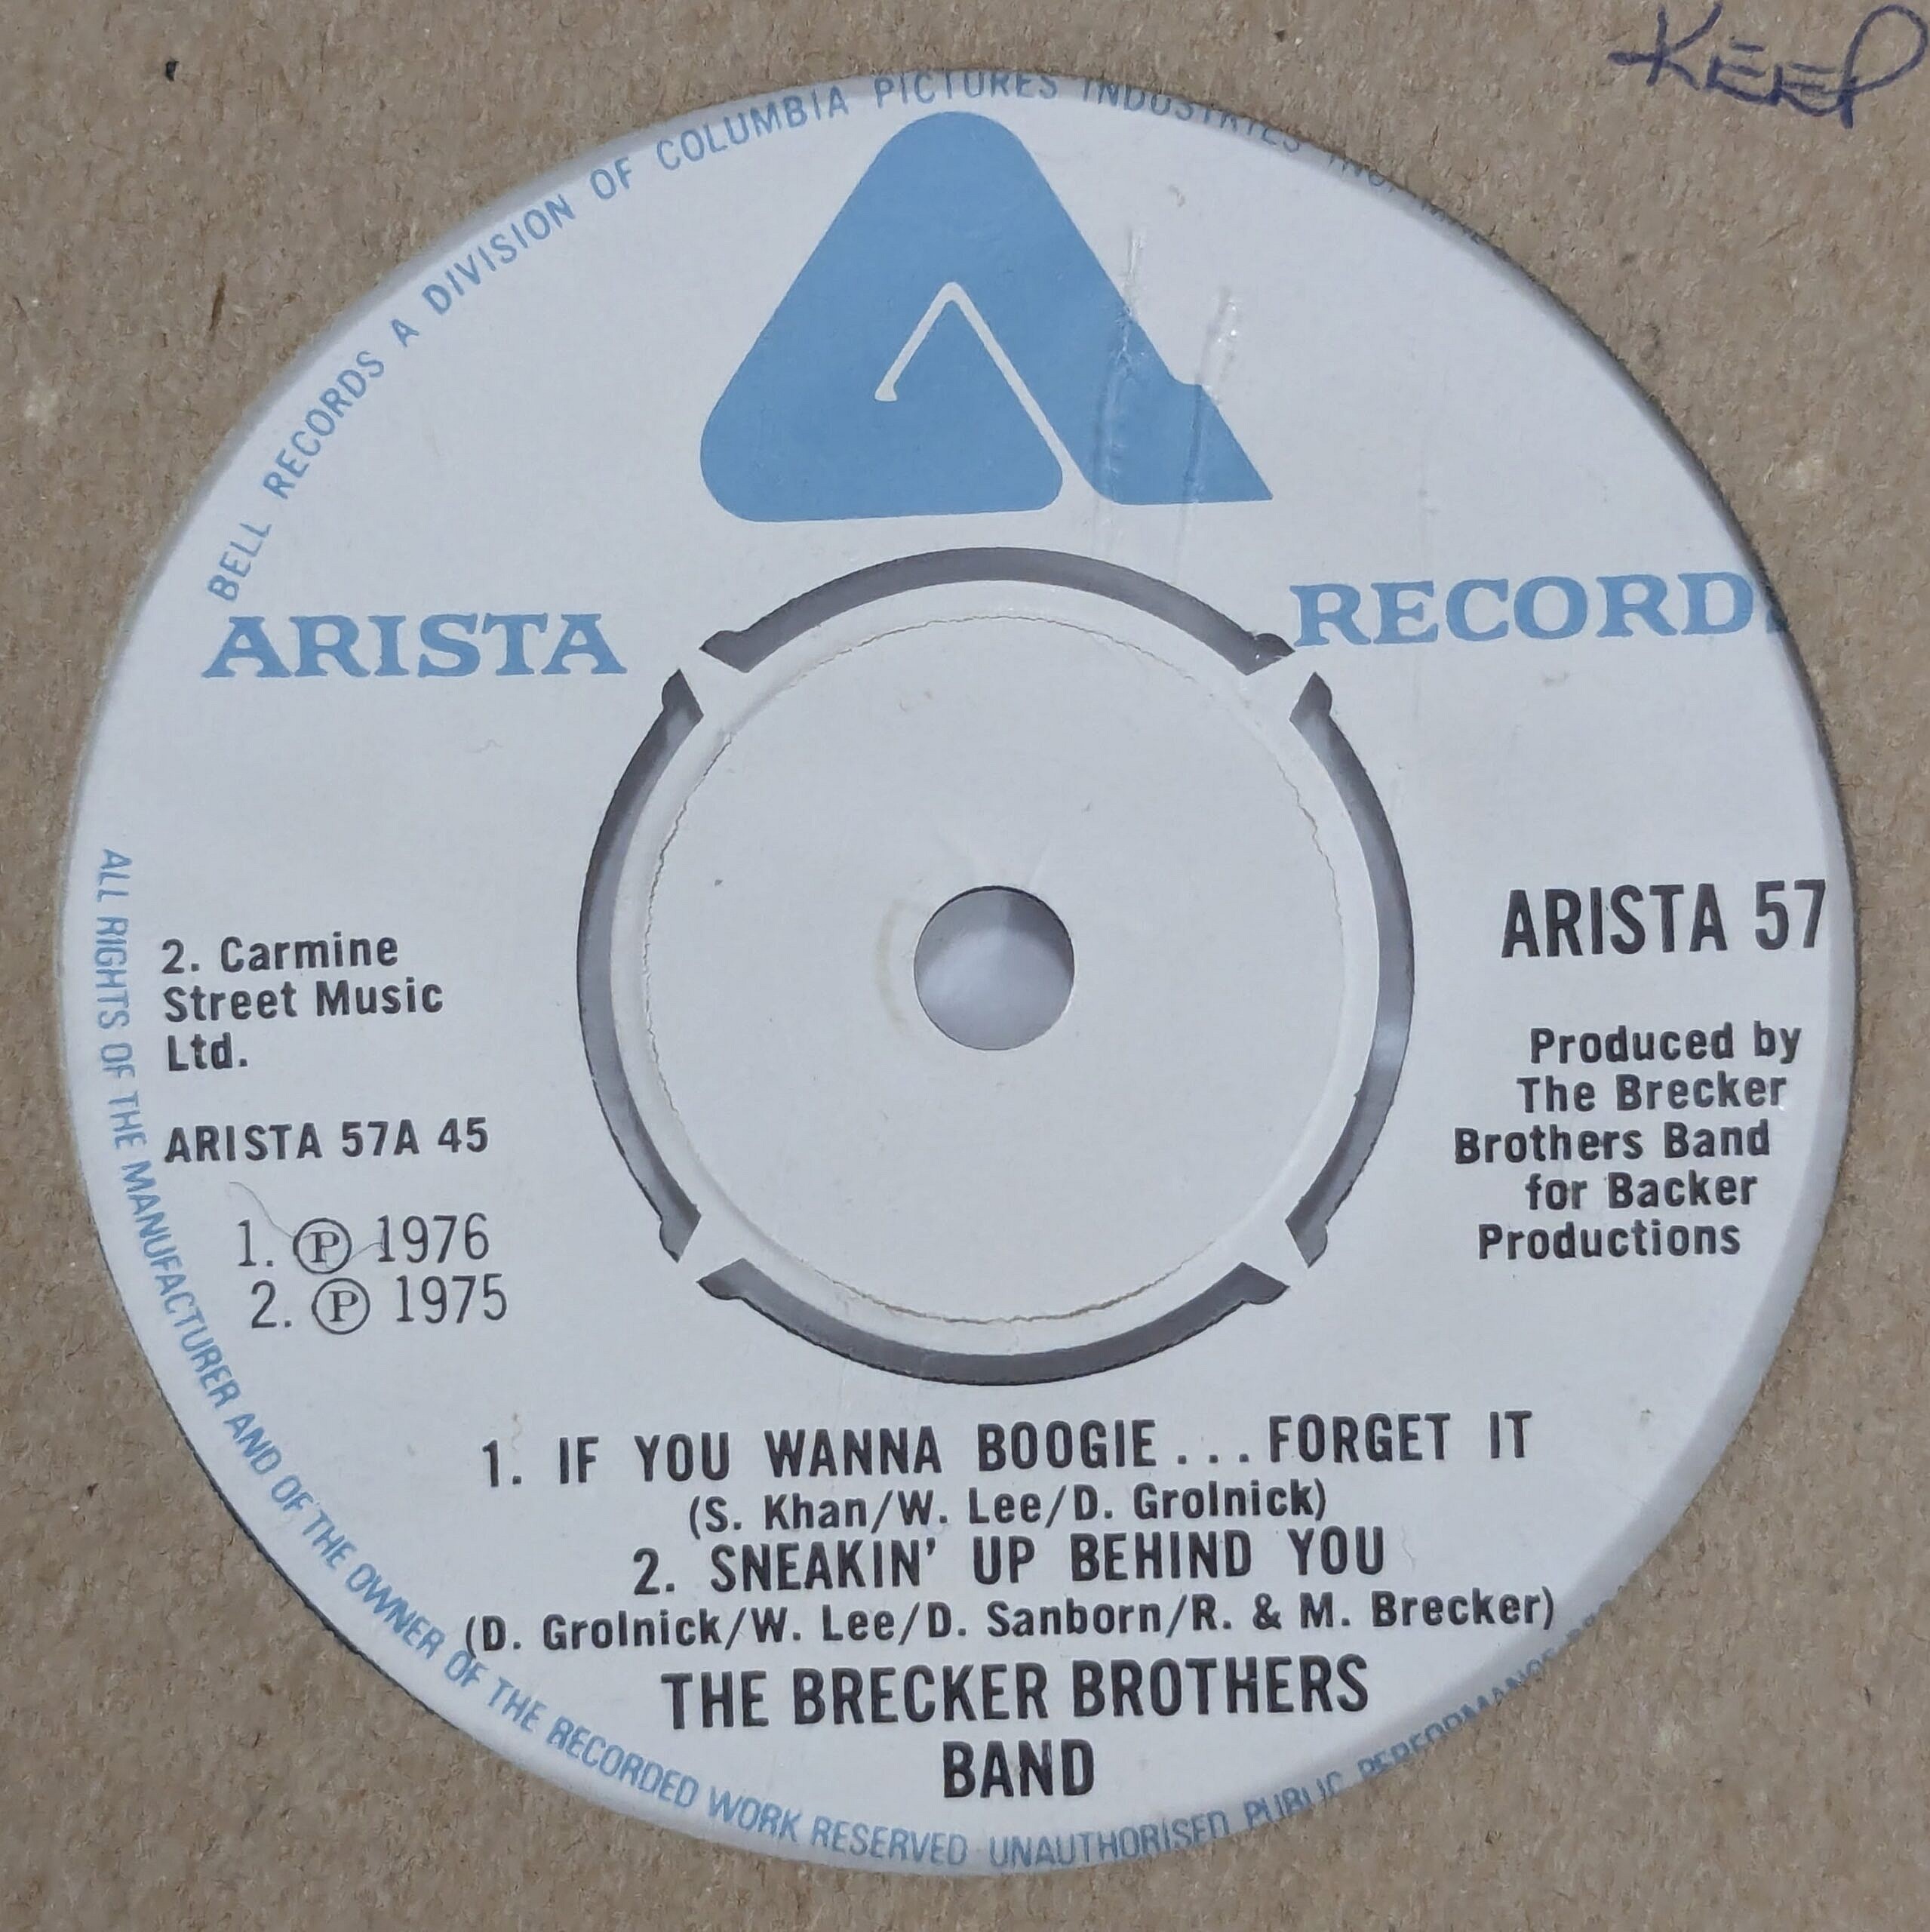 KEEP
BELL RECORDS A DIVISION OF COLUMBIA PICTURES INDUSTRIES INC.
ARISTA RECORDS
ARISTA 57
2. Carmine
Street Music
Ltd.
ARISTA 57A 45
1. Ⓟ 1976
2. Ⓟ 1975
Produced by
The Brecker
Brothers Band
for Backer
Productions
1. IF YOU WANNA BOOGIE...FORGET IT
(S. Khan/W. Lee/D. Grolnick)
2. SNEAKIN' UP BEHIND YOU
(D. Grolnick/W. Lee/D. Sanborn/R. & M. Brecker)
THE BRECKER BROTHERS
BAND
ALL RIGHTS OF THE MANUFACTURER AND OF THE OWNER OF THE RECORDED WORK RESERVED UNAUTHORISED PUBLIC PERFORMANCE